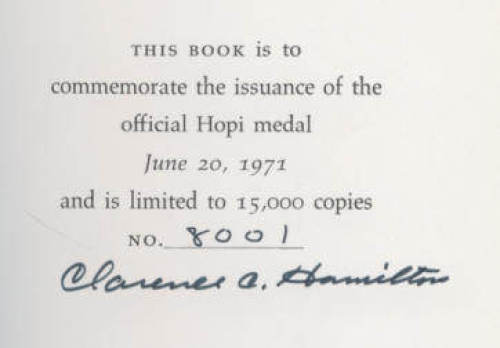 THIS BOOK is to
commemorate the issuance of the
official Hopi medal
June 20, 1971
and is limited to 15,000 copies
NO. 8001
Clarence C. Hamilton